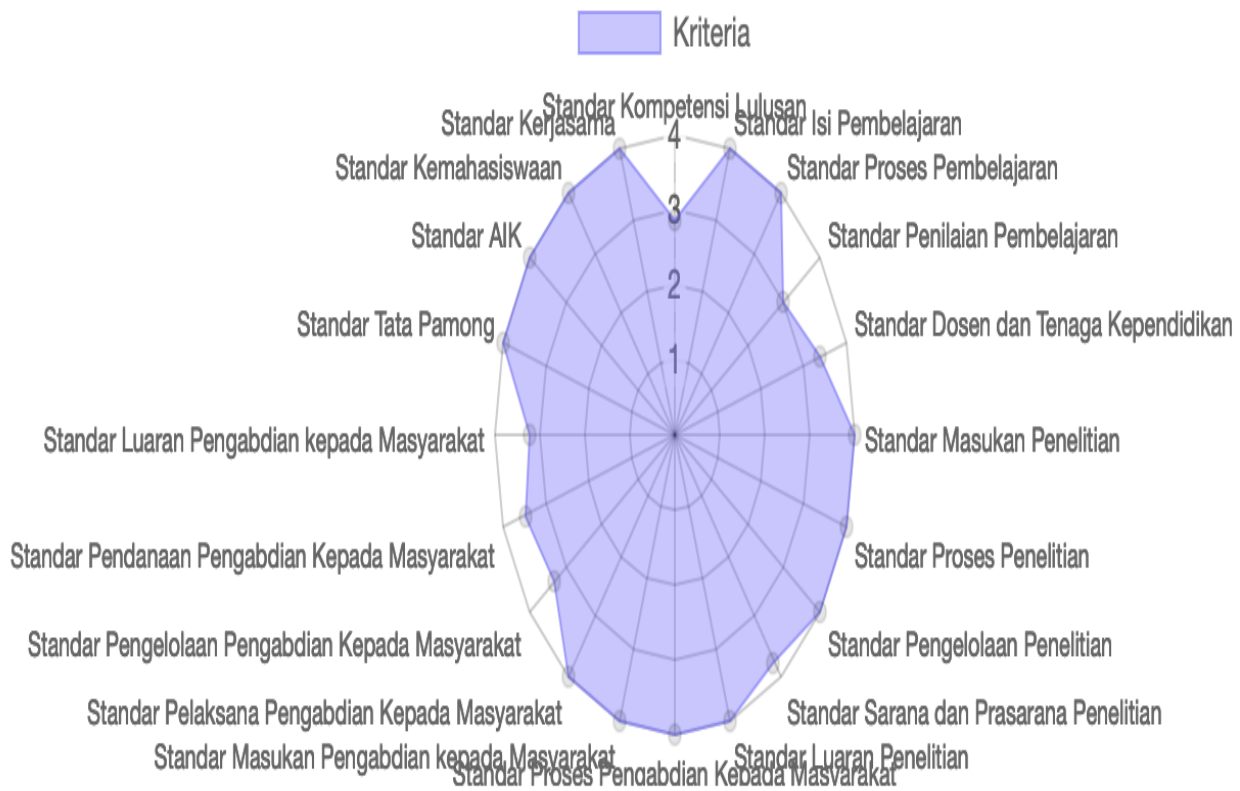 Kriteria
Standar Kompetensi Lulusan
Standar Kerjasama
Standar Isi Pembelajaran
4
Standar Kemahasiswaan
Standar Proses Pembelajaran
3
Standar AIK
Standar Penilaian Pembelajaran
2
Standar Tata Pamong
Standar Dosen dan Tenaga Kependidikan
1
Standar Luaran Pengabdian kepada Masyarakat
Standar Masukan Penelitian
Standar Pendanaan Pengabdian Kepada Masyarakat
Standar Proses Penelitian
Standar Pengelolaan Pengabdian Kepada Masyarakat
Standar Pengelolaan Penelitian
Standar Pelaksana Pengabdian Kepada Masyarakat
Standar Sarana dan Prasarana Penelitian
Standar Masukan Pengabdian kepada Masyarakat
Standar Luaran Penelitian
Standar Proses Pengabdian Kepada Masyarakat